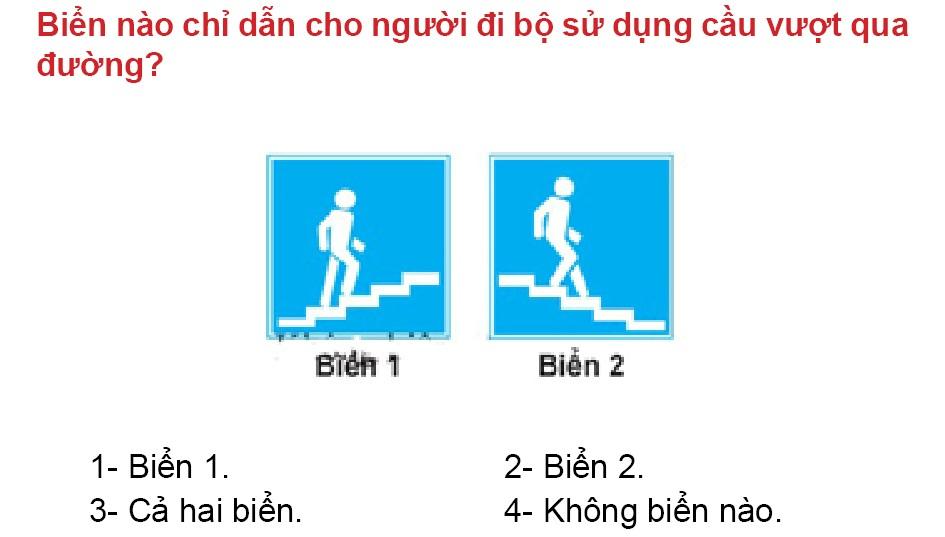 Biển nào chỉ dẫn cho người đi bộ sử dụng cầu vượt qua
đường?
Biển 1
Biển 2
1- Biển 1.
2- Biển 2.
3- Cả hai biển.
4- Không biển nào.